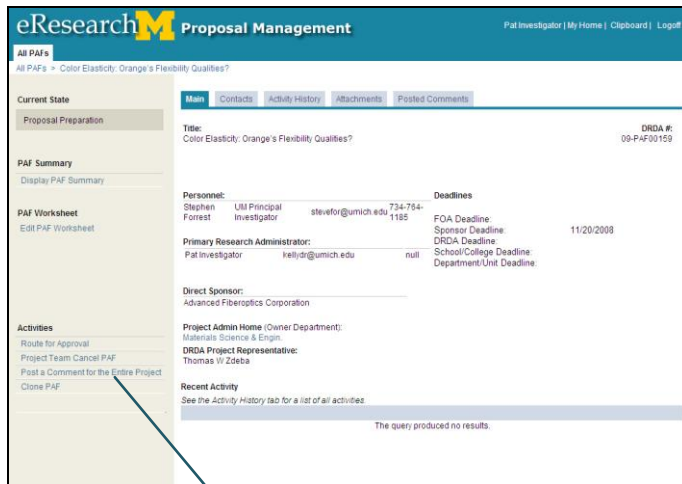 eResearch M Proposal Management
Pat Investigator | My Home | Clipboard | Logoff
All PAFs
All PAFs > Color Elasticity: Orange's Flexibility Qualities?
Current State
Proposal Preparation
PAF Summary
Display PAF Summary
PAF Worksheet
Edit PAF Worksheet
Activities
Route for Approval
Project Team Cancel PAF
Post a Comment for the Entire Project
Clone PAF
Main Contacts Activity History Attachments Posted Comments
Title: DRDA #:
Color Elasticity: Orange's Flexibility Qualities? 09-PAF00159
Personnel:
Stephen Forrest UM Principal Investigator stevefor@umich.edu 734-764-1185
Primary Research Administrator:
Pat Investigator kellydr@umich.edu null
Deadlines
FOA Deadline:
Sponsor Deadline: 11/20/2008
DRDA Deadline:
School/College Deadline:
Department/Unit Deadline:
Direct Sponsor:
Advanced Fiberoptics Corporation
Project Admin Home (Owner Department):
Materials Science & Engin.
DRDA Project Representative:
Thomas W Zdeba
Recent Activity
See the Activity History tab for a list of all activities.
The query produced no results.